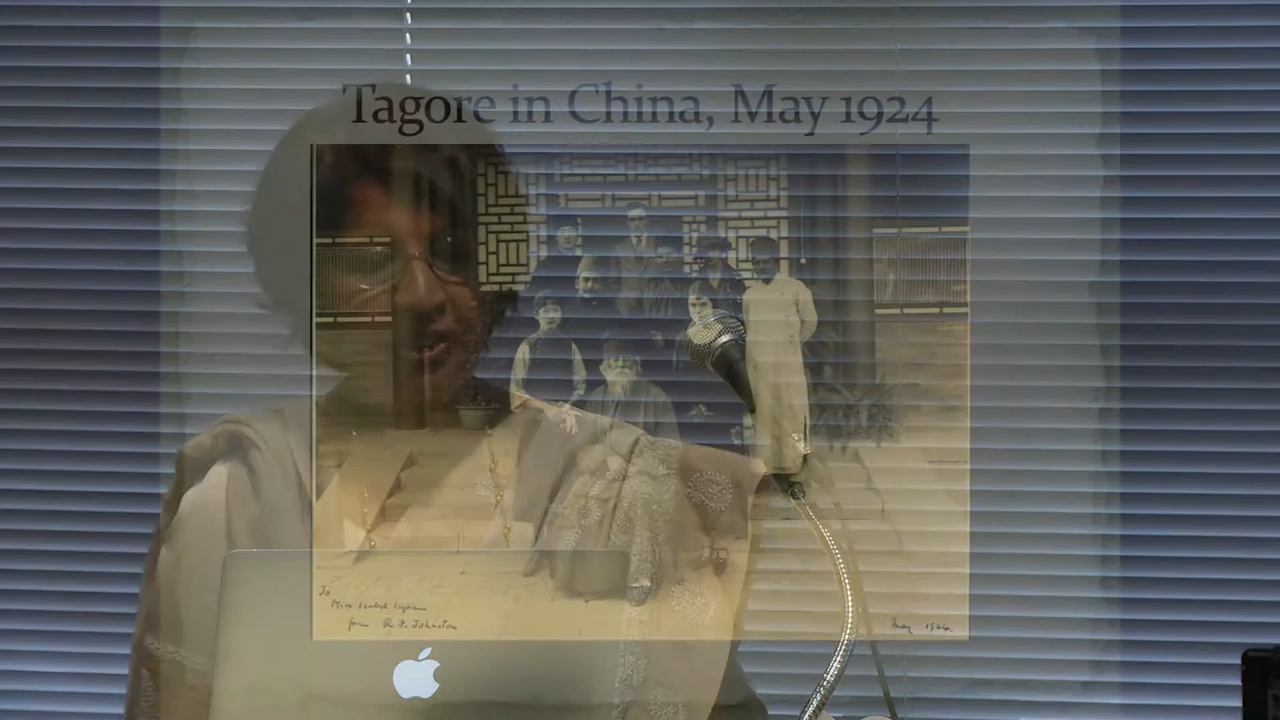 Tagore in China, May 1924
To
Miss Isabel Ingram
from R. F. Johnston
May 1924.